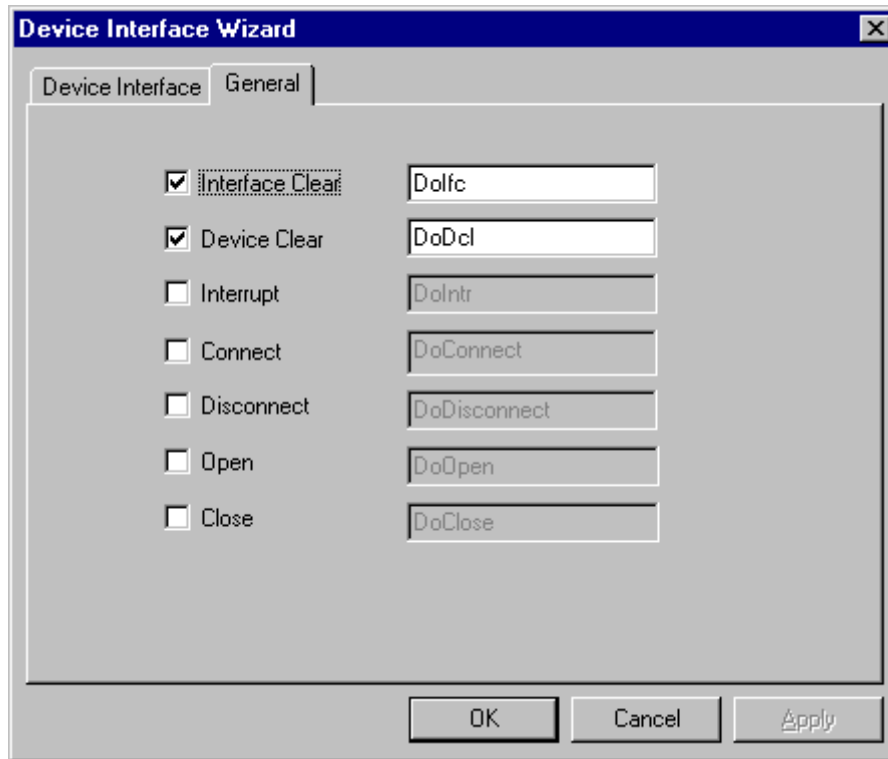 Device Interface Wizard
Device Interface General
Interface Clear DoIfc
Device Clear DoDcl
Interrupt DoIntr
Connect DoConnect
Disconnect DoDisconnect
Open DoOpen
Close DoClose
OK Cancel Apply